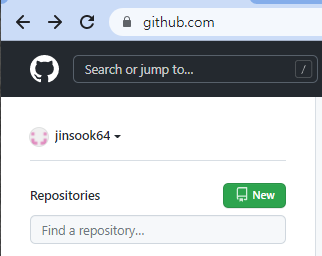 github.com
Search or jump to...
/
jinsook64
Repositories
New
Find a repository...